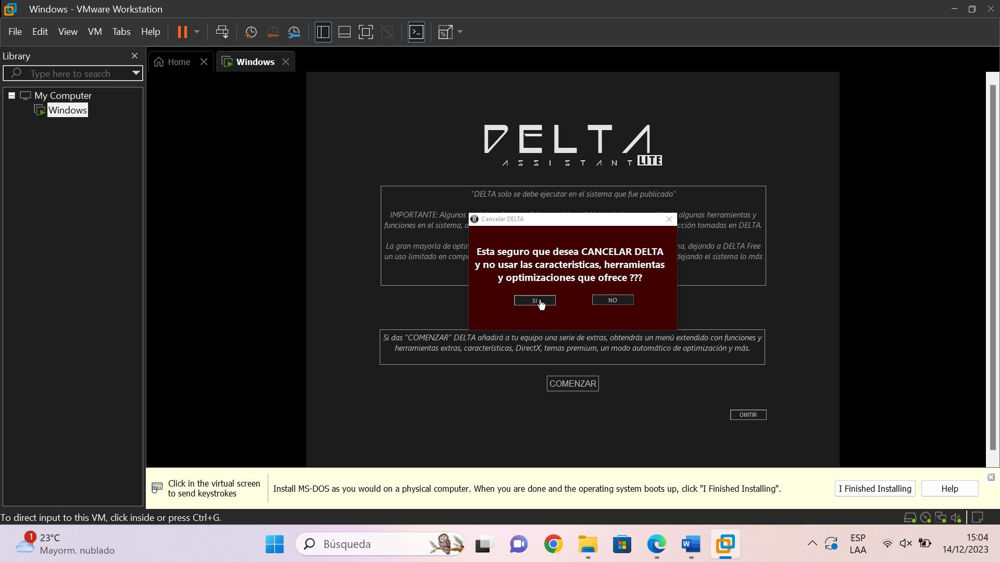 Windows - VMware Workstation
File Edit View VM Tabs Help
Library
Type here to search
My Computer
Windows
Home
Windows
DELTA
ASSISTANT LITE
"DELTA solo se debe ejecutar en el sistema que fue publicado"
IMPORTANTE: Algunos algunas herramientas y
funciones en el sistema, cción tomadas en DELTA.
La gran mayoría de dejando a DELTA Free
un uso limitado en dejando el sistema lo más
Cancelar DELTA
Esta seguro que desea CANCELAR DELTA
y no usar las caracteristicas, herramientas
y optimizaciones que ofrece ???
SI
NO
Si das "COMENZAR" DELTA añadirá a tu equipo una serie de extras, obtendrás un menú extendido con funciones y
herramientas extras, características, DirectX, temas premium, un modo automático de optimización y más.
COMENZAR
OMITIR
Click in the virtual screen
to send keystrokes
Install MS-DOS as you would on a physical computer. When you are done and the operating system boots up, click "I Finished Installing".
I Finished Installing
Help
To direct input to this VM, click inside or press Ctrl+G.
1
23°C
Mayorm. nublado
Búsqueda
ESP
LAA
15:04
14/12/2023